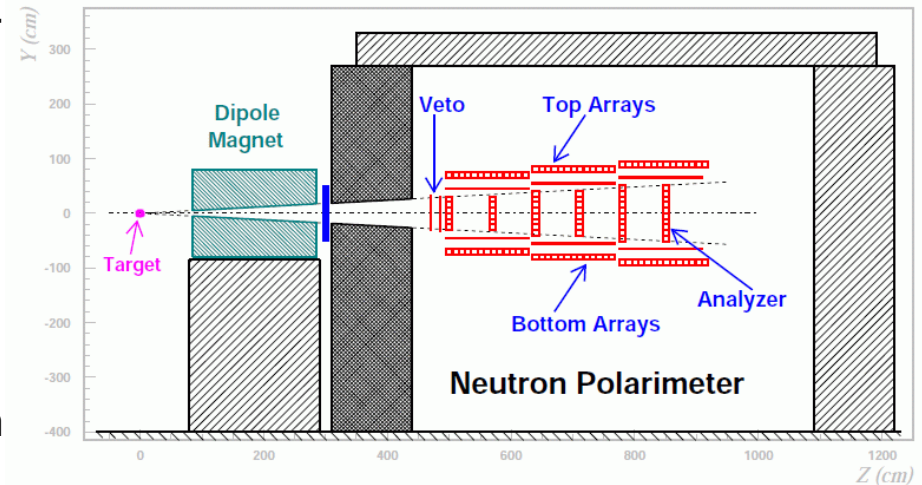 Y (cm)
300
200
100
0
-100
-200
-300
-400
Dipole
Magnet
Veto
Top Arrays
Target
Analyzer
Bottom Arrays
Neutron Polarimeter
0
200
400
600
800
1000
1200
Z (cm)